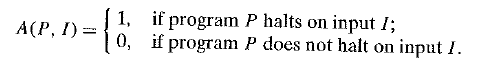 A(P, I) = { 1, if program P halts on input I;
0, if program P does not halt on input I.